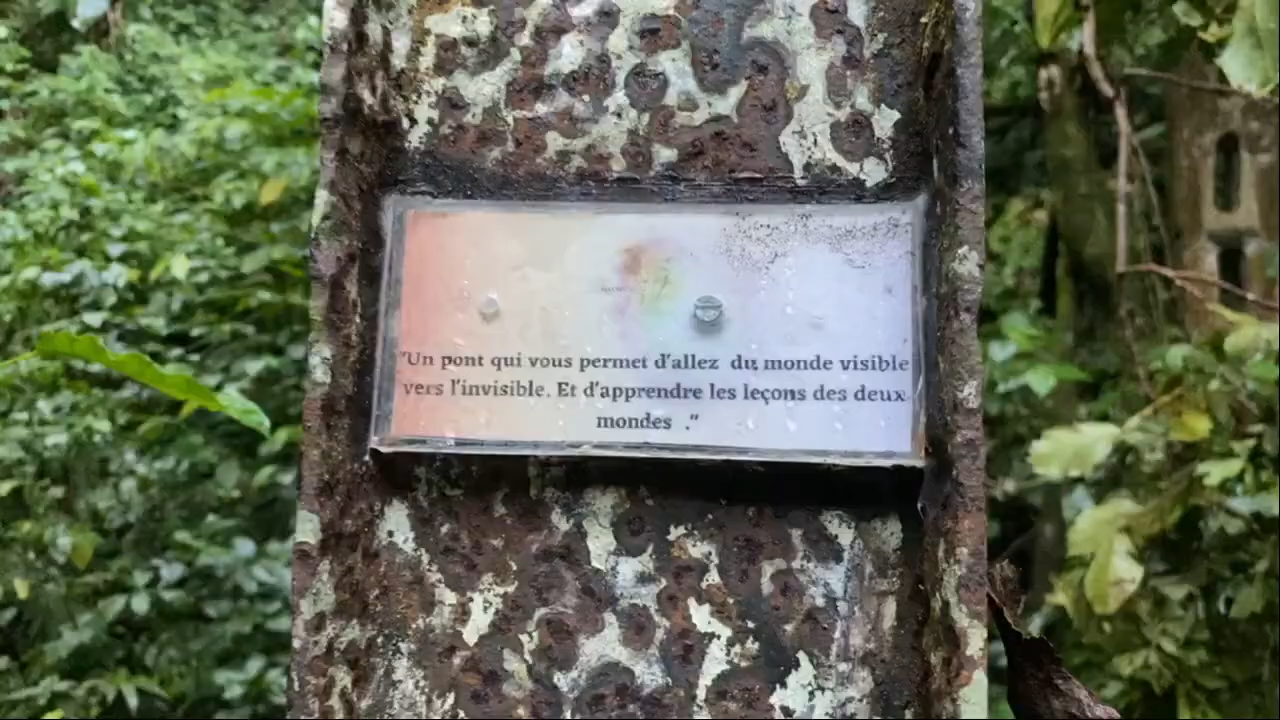 "Un pont qui vous permet d'allez du monde visible
vers l'invisible. Et d'apprendre les leçons des deux
mondes ."